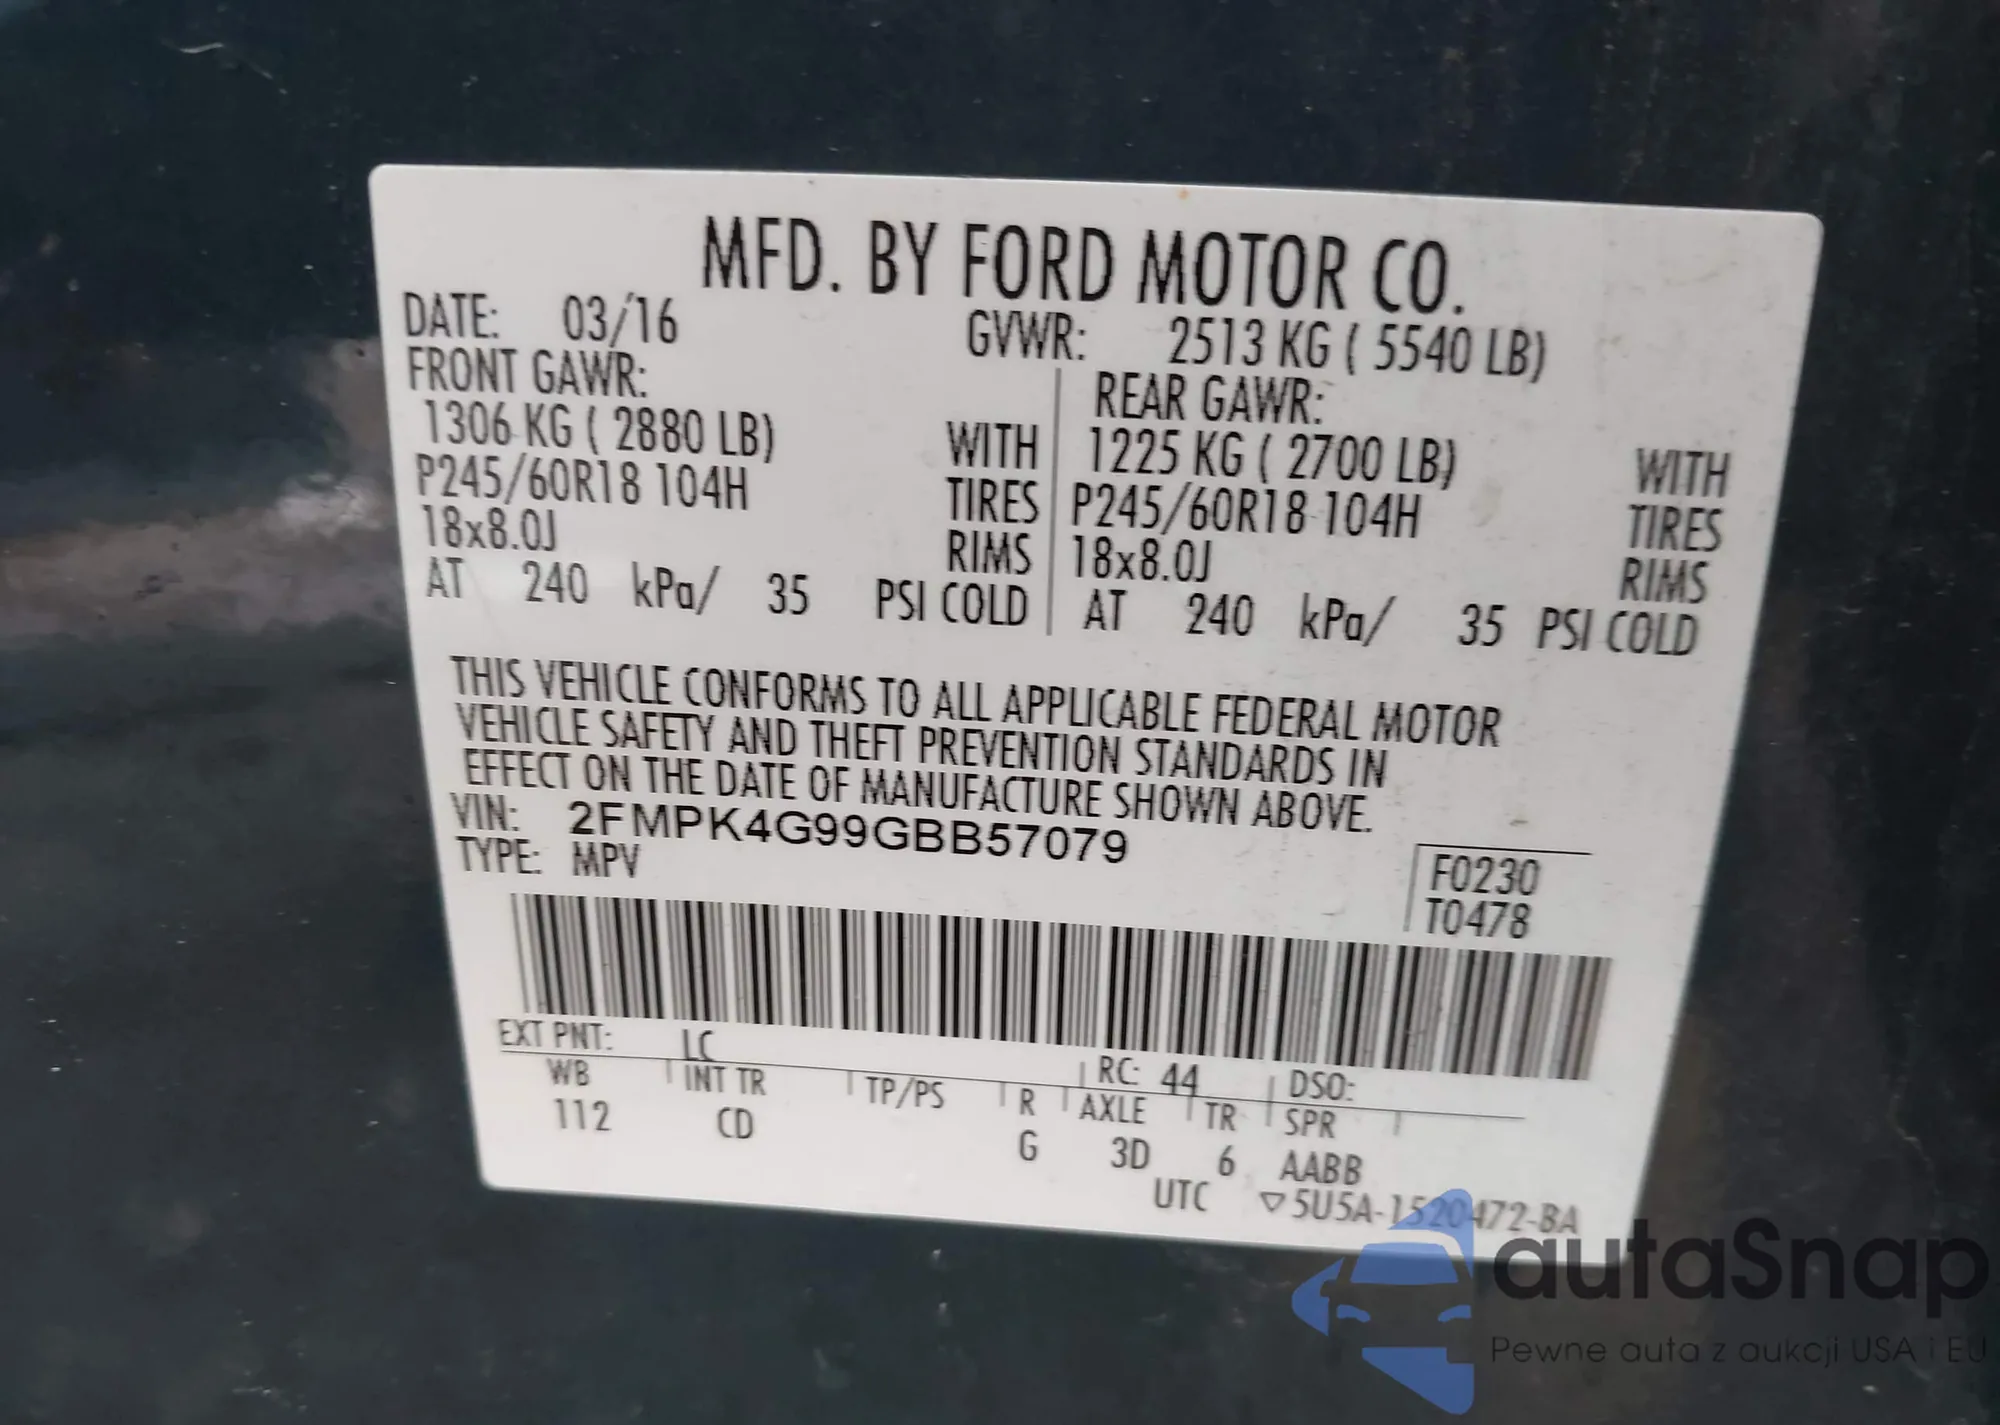 MFD. BY FORD MOTOR CO.
DATE: 03/'16 GVWR: 2513 KG ( 5540 LB)
FRONT GAWR: REAR GAWR:
1306 KG ( 2880 LB) WITH 1225 KG ( 2700 LB) WITH
P245/60R18 104H TIRES P245/60R18 104H TIRES
18x8.0J RIMS 18x8.0J RIMS
AT 240 kPa/ 35 PSI COLD AT 240 kPa/ 35 PSI COLD
THIS VEHICLE CONFORMS TO ALL APPLICABLE FEDERAL MOTOR
VEHICLE SAFETY AND THEFT PREVENTION STANDARDS IN
EFFECT ON THE DATE OF MANUFACTURE SHOWN ABOVE.
VIN: 2FMPK4G99GBB57079
TYPE: MPV
F0230
T0478
EXT PNT: LC RC: 44 DSO:
WB INT TR TP/PS R AXLE TR SPR
112 CD G 3D 6 AABB
UTC ▽5U5A-1520472-BA
autaSnap
Pewne auta z aukcji USA i EU